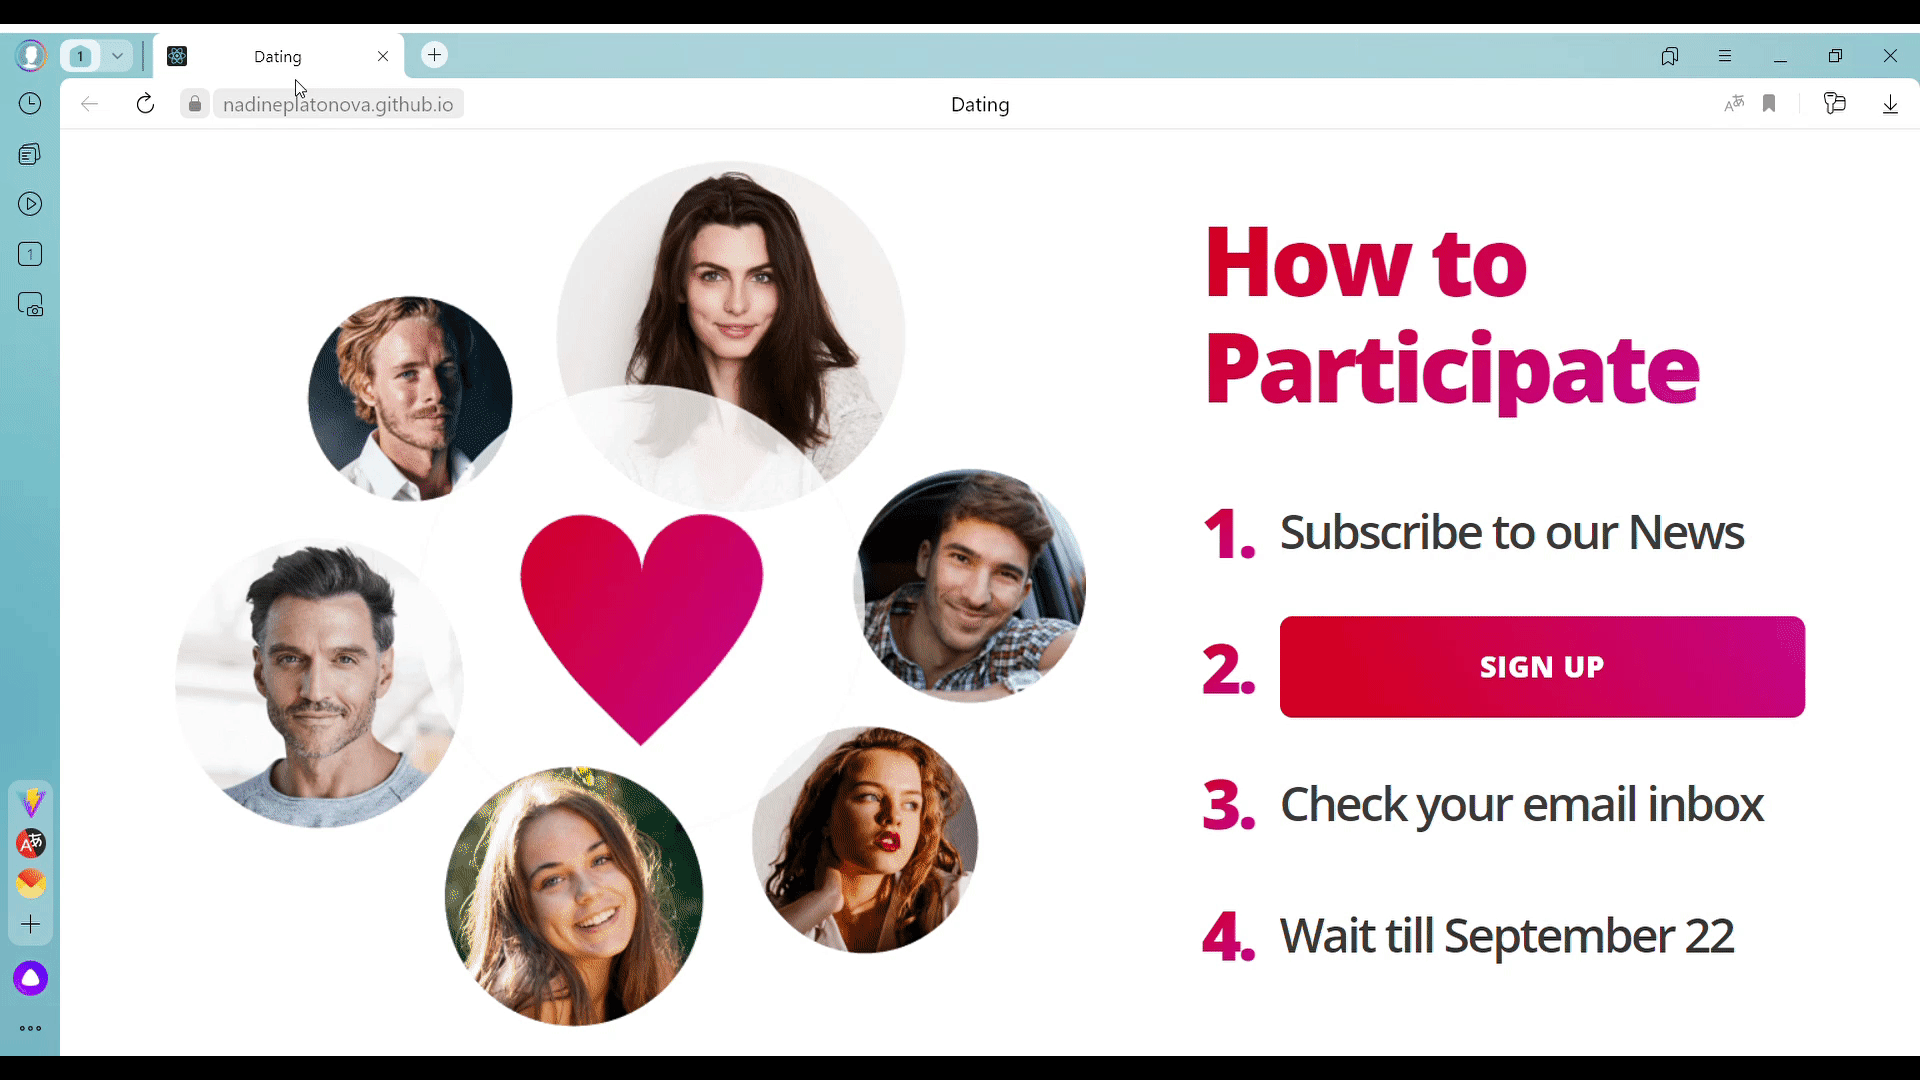 1
Dating
nadineplatonova.github.io
Dating
1
How to
Participate
1. Subscribe to our News
2. SIGN UP
3. Check your email inbox
4. Wait till September 22